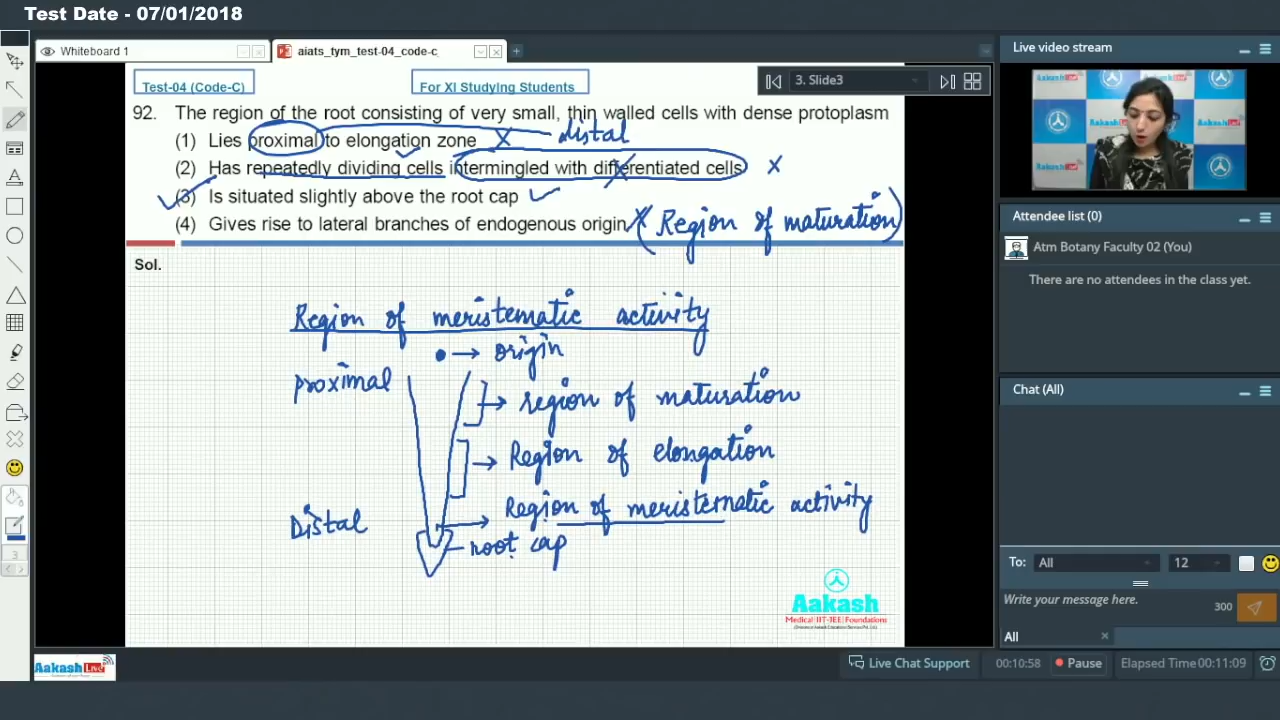 Test Date - 07/01/2018
Whiteboard 1
aiats_tym_test-04_code-c
Live video stream
Test-04 (Code-C)
For XI Studying Students
3. Slide3
92. The region of the root consisting of very small, thin walled cells with dense protoplasm
(1) Lies proximal to elongation zone X distal
(2) Has repeatedly dividing cells intermingled with differentiated cells X
(3) Is situated slightly above the root cap
(4) Gives rise to lateral branches of endogenous origin X (Region of maturation)
Sol.
Region of meristematic activity
origin
proximal
region of maturation
Region of elongation
Region of meristematic activity
Distal
root cap
Aakash
Medical|IIT-JEE|Foundations
Attendee list (0)
Atm Botany Faculty 02 (You)
There are no attendees in the class yet.
Chat (All)
To: All 12
Write your message here.
300
All
3
Aakash Live
Live Chat Support
00:10:58
Pause
Elapsed Time 00:11:09